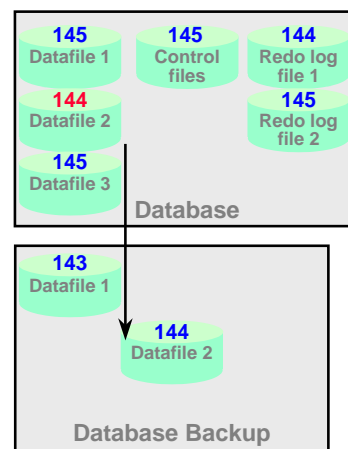 145
Datafile 1
145
Control
files
144
Redo log
file 1
144
Datafile 2
145
Redo log
file 2
145
Datafile 3
Database
143
Datafile 1
144
Datafile 2
Database Backup